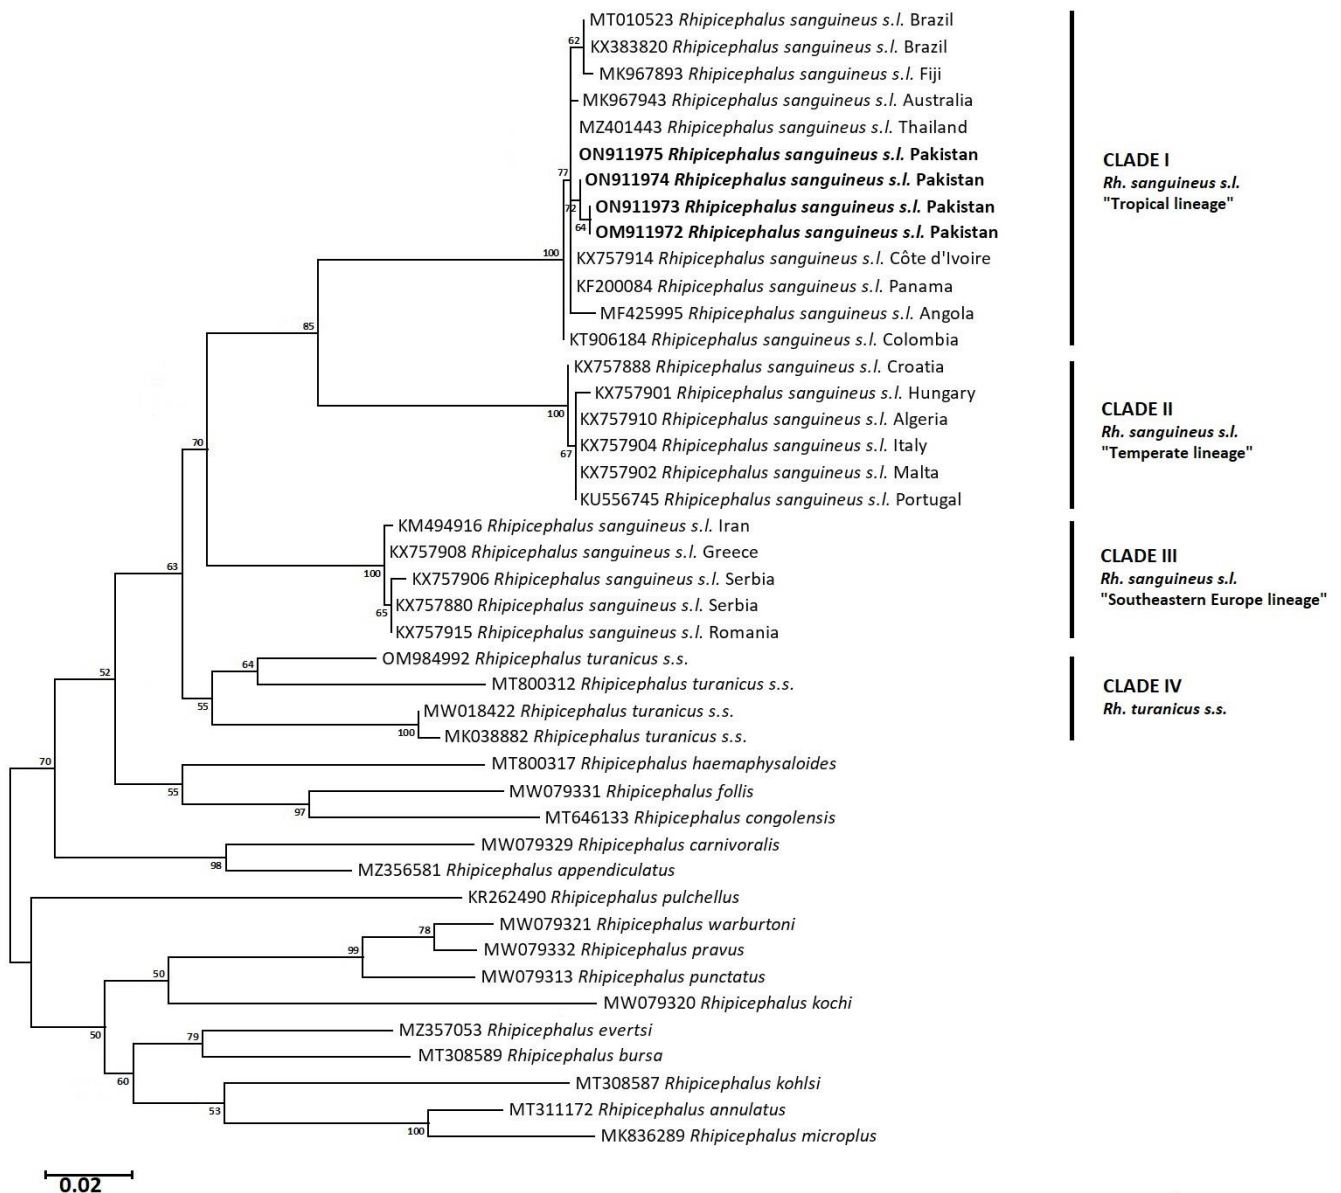 MT010523 Rhipicephalus sanguineus s.l. Brazil
62
KX383820 Rhipicephalus sanguineus s.l. Brazil
MK967893 Rhipicephalus sanguineus s.l. Fiji
MK967943 Rhipicephalus sanguineus s.l. Australia
MZ401443 Rhipicephalus sanguineus s.l. Thailand
ON911975 Rhipicephalus sanguineus s.l. Pakistan
77
ON911974 Rhipicephalus sanguineus s.l. Pakistan
72
ON911973 Rhipicephalus sanguineus s.l. Pakistan
64
OM911972 Rhipicephalus sanguineus s.l. Pakistan
100
KX757914 Rhipicephalus sanguineus s.l. Côte d'Ivoire
KF200084 Rhipicephalus sanguineus s.l. Panama
MF425995 Rhipicephalus sanguineus s.l. Angola
KT906184 Rhipicephalus sanguineus s.l. Colombia
CLADE I
Rh. sanguineus s.l.
"Tropical lineage"
85
KX757888 Rhipicephalus sanguineus s.l. Croatia
KX757901 Rhipicephalus sanguineus s.l. Hungary
100
KX757910 Rhipicephalus sanguineus s.l. Algeria
KX757904 Rhipicephalus sanguineus s.l. Italy
67
KX757902 Rhipicephalus sanguineus s.l. Malta
KU556745 Rhipicephalus sanguineus s.l. Portugal
CLADE II
Rh. sanguineus s.l.
"Temperate lineage"
70
KM494916 Rhipicephalus sanguineus s.l. Iran
KX757908 Rhipicephalus sanguineus s.l. Greece
100
KX757906 Rhipicephalus sanguineus s.l. Serbia
KX757880 Rhipicephalus sanguineus s.l. Serbia
65
KX757915 Rhipicephalus sanguineus s.l. Romania
CLADE III
Rh. sanguineus s.l.
"Southeastern Europe lineage"
63
OM984992 Rhipicephalus turanicus s.s.
64
MT800312 Rhipicephalus turanicus s.s.
55
MW018422 Rhipicephalus turanicus s.s.
100
MK038882 Rhipicephalus turanicus s.s.
CLADE IV
Rh. turanicus s.s.
52
MT800317 Rhipicephalus haemaphysaloides
55
MW079331 Rhipicephalus follis
97
MT646133 Rhipicephalus congolensis
70
MW079329 Rhipicephalus carnivoralis
98
MZ356581 Rhipicephalus appendiculatus
KR262490 Rhipicephalus pulchellus
MW079321 Rhipicephalus warburtoni
78
MW079332 Rhipicephalus pravus
99
MW079313 Rhipicephalus punctatus
50
MW079320 Rhipicephalus kochi
50
MZ357053 Rhipicephalus evertsi
79
MT308589 Rhipicephalus bursa
60
MT308587 Rhipicephalus kohlsi
53
MT311172 Rhipicephalus annulatus
100
MK836289 Rhipicephalus microplus
0.02